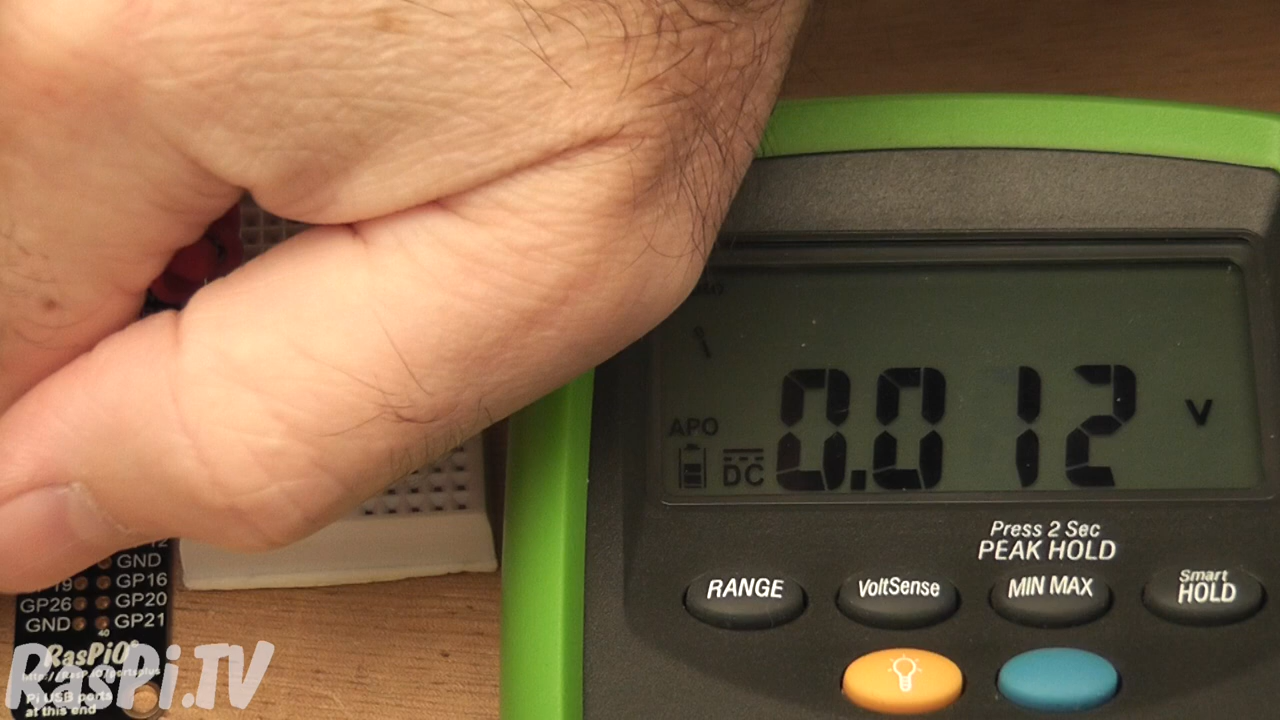 APO
DC
0.012 V
Press 2 Sec
PEAK HOLD
RANGE
VoltSense
MIN MAX
Smart
HOLD
GND
GP16
GP26
GP20
GND
GP21
40
RasPiO
Pi USB ports
at this end
RasPi.TV